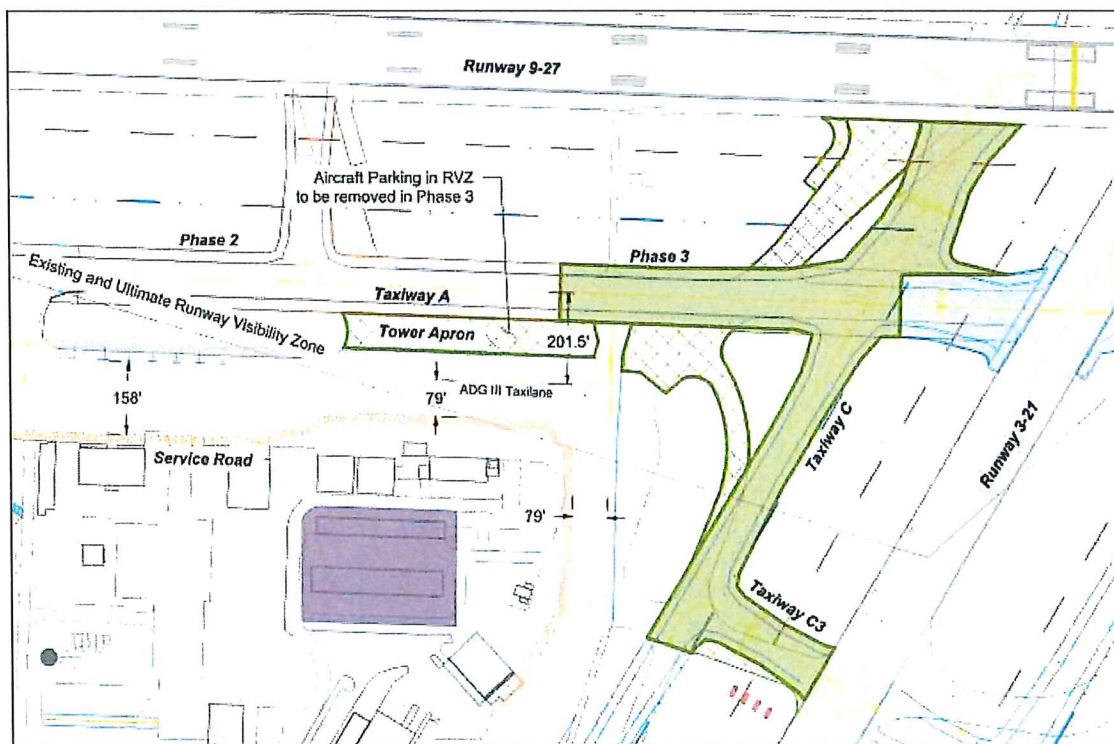 Runway 9-27
Aircraft Parking in RVZ
to be removed in Phase 3
Phase 2
Phase 3
Existing and Ultimate Runway Visibility Zone
Taxiway A
Tower Apron
201.5'
ADG III Taxilane
158'
79'
Taxiway C
Runway 3-21
Service Road
79'
Taxiway C3